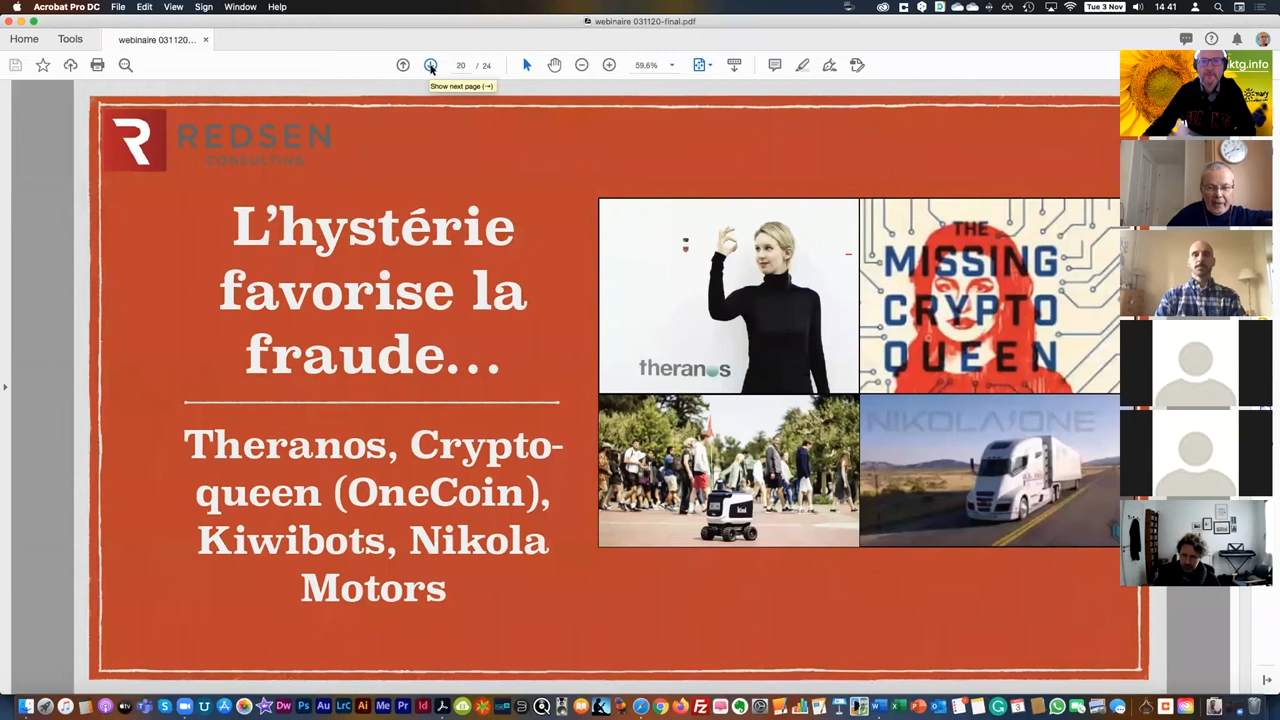 Acrobat Pro DC File Edit View Sign Window Help
Tue 3 Nov 14 41
webinaire 031120-final.pdf
Home Tools webinaire 031120...
20 / 24
59.6%
Show next page (→)
REDSEN
CONSULTING
L’hystérie
favorise la
fraude...
Theranos, Crypto-
queen (OneCoin),
Kiwibots, Nikola
Motors
theranos
THE
MISSING
CRYPTO
QUEEN
NIKOLA ONE
ktg.info